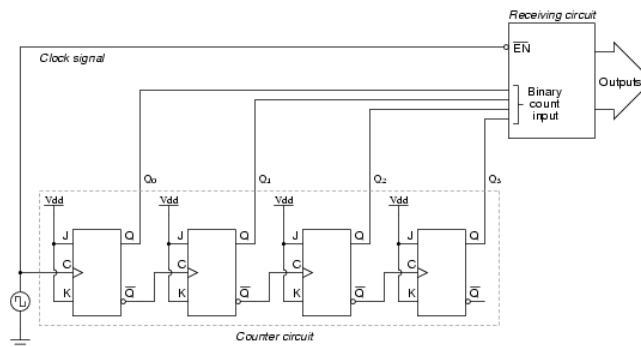 Receiving circuit
Clock signal
EN
Binary
count
input
Outputs
Q0
Q1
Q2
Q3
Vdd
Vdd
Vdd
Vdd
J
Q
J
Q
J
Q
J
Q
C
C
C
C
K
Q̅
K
Q̅
K
Q̅
K
Q̅
Counter circuit